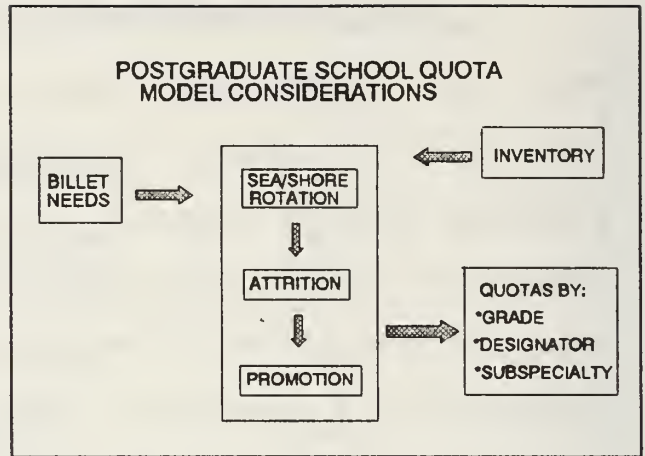 POSTGRADUATE SCHOOL QUOTA
MODEL CONSIDERATIONS
BILLET
NEEDS
SEA/SHORE
ROTATION
ATTRITION
PROMOTION
INVENTORY
QUOTAS BY:
*GRADE
*DESIGNATOR
*SUBSPECIALTY